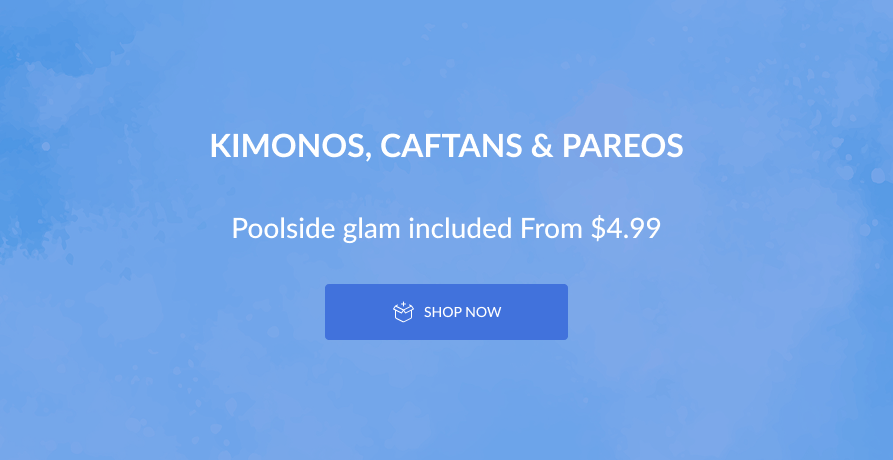 KIMONOS, CAFTANS & PAREOS
Poolside glam included From $4.99
SHOP NOW